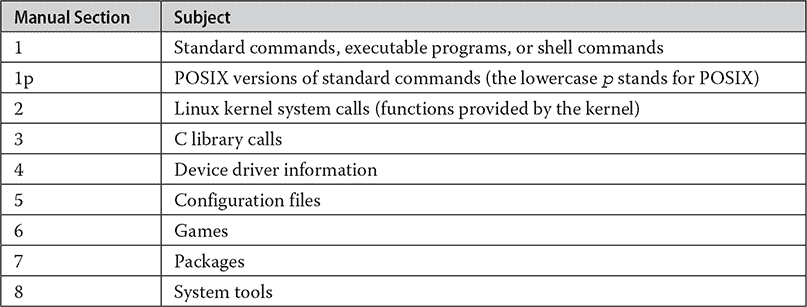 Manual Section Subject
1 Standard commands, executable programs, or shell commands
1p POSIX versions of standard commands (the lowercase p stands for POSIX)
2 Linux kernel system calls (functions provided by the kernel)
3 C library calls
4 Device driver information
5 Configuration files
6 Games
7 Packages
8 System tools